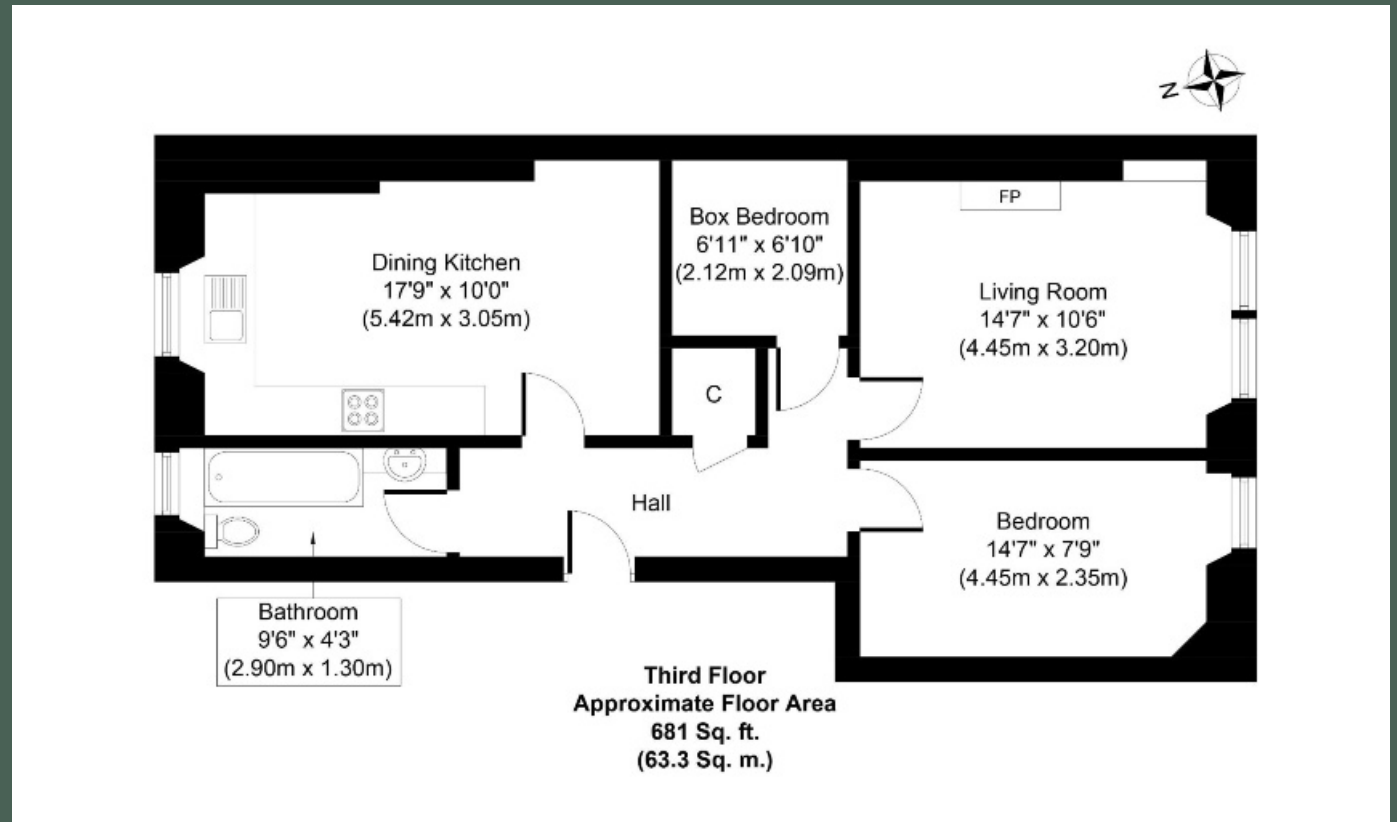 N
Dining Kitchen
17'9" x 10'0"
(5.42m x 3.05m)
Box Bedroom
6'11" x 6'10"
(2.12m x 2.09m)
FP
Living Room
14'7" x 10'6"
(4.45m x 3.20m)
C
Hall
Bedroom
14'7" x 7'9"
(4.45m x 2.35m)
Bathroom
9'6" x 4'3"
(2.90m x 1.30m)
Third Floor
Approximate Floor Area
681 Sq. ft.
(63.3 Sq. m.)